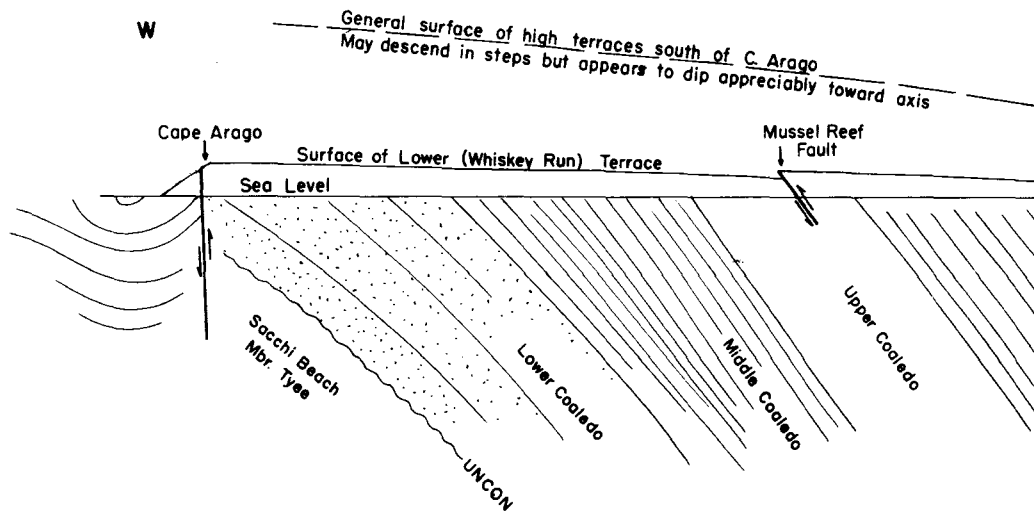 W
General surface of high terraces south of C. Arago
May descend in steps but appears to dip appreciably toward axis
Cape Arago
Mussel Reef
Fault
Surface of Lower (Whiskey Run) Terrace
Sea Level
Sacchi Beach
Mbr. Tyee
Lower Coaledo
Middle Coaledo
Upper Coaledo
UNCON